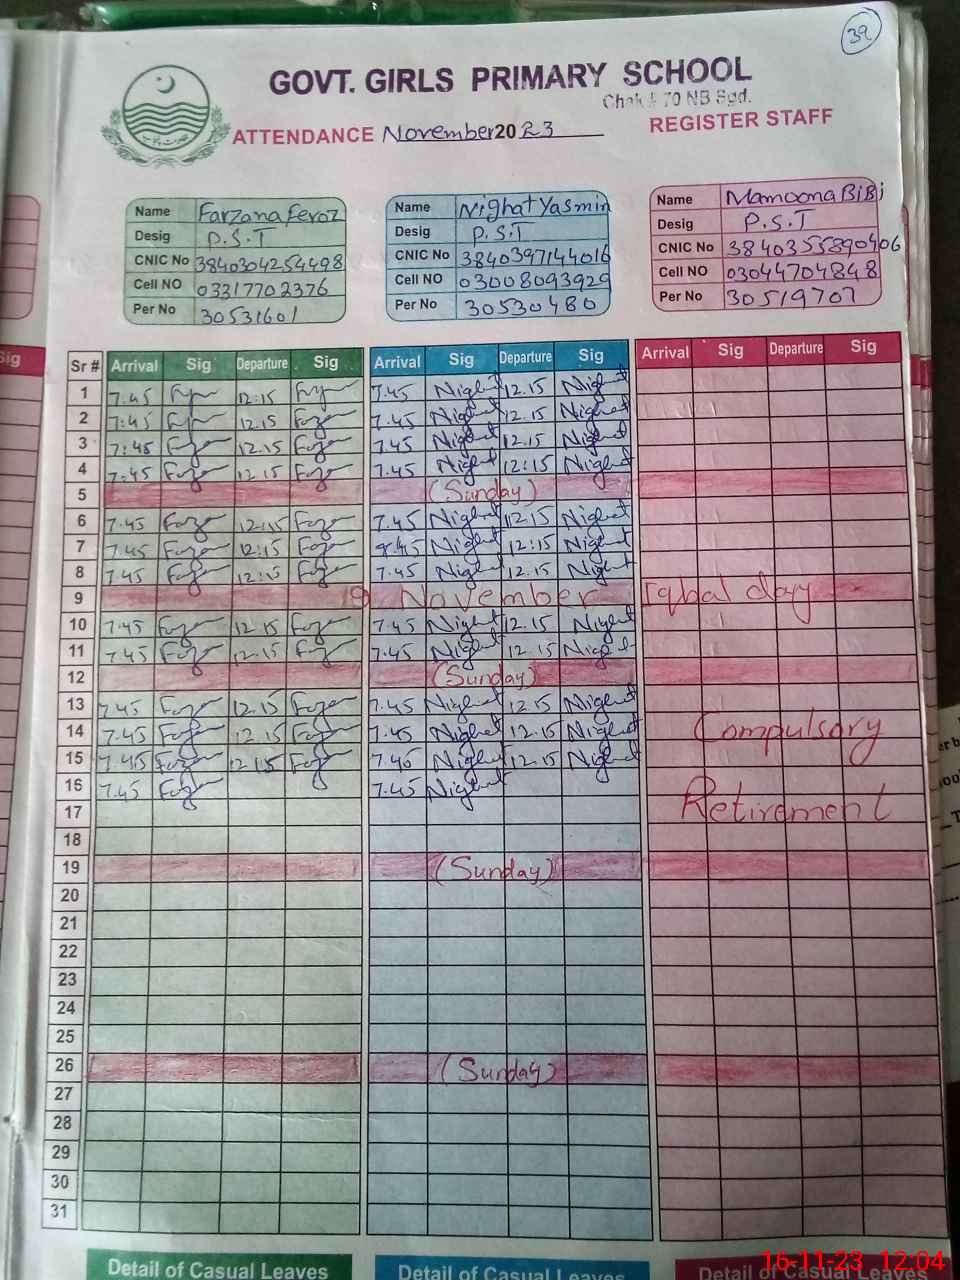 39
GOVT. GIRLS PRIMARY SCHOOL
Chak # 70 NB Sgd.
ATTENDANCE November 2023 REGISTER STAFF
Name Farzana Feroz
Desig P.S.T
CNIC No 3840304254498
Cell NO 03317702376
Per No 30531601
Name Nighat Yasmin
Desig P.S.T
CNIC No 3840397144016
Cell NO 03008093929
Per No 30530480
Name Mamoona BiBi
Desig P.S.T
CNIC No 3840355890406
Cell NO 03044704848
Per No 30519707
Sr # Arrival Sig Departure Sig Arrival Sig Departure Sig Arrival Sig Departure Sig
1 7.45 12:15 7.45 Nighat 12.15 Nighat
2 7:45 12.15 7.45 Nighat 12.15 Nighat
3 7:45 12.15 7.45 Nighat 12.15 Nighat
4 7:45 12.15 7.45 Nighat 12:15 Nighat
5 (Sunday)
6 7.45 12:15 7.45 Nighat 12.15 Nighat
7 7.45 12:15 7.45 Nighat 12:15 Nighat
8 7.45 12:15 7.45 Nighat 12.15 Nighat
9 9 November Iqbal day
10 7.45 12.15 7.45 Nighat 12.15 Nighat
11 7.45 12.15 7.45 Nighat 12.15 Nighat
12 (Sunday)
13 7.45 12.15 7.45 Nighat 12.15 Nighat
14 7.45 12.15 7.45 Nighat 12.15 Nighat Compulsory
15 7.45 12.15 7.45 Nighat 12.15 Nighat
16 7.45 7.45 Nighat
17 Retirement
18
19 (Sunday)
20
21
22
23
24
25
26 (Sunday)
27
28
29
30
31
Detail of Casual Leaves Detail of Casual Leaves Detail of Casual Leaves
16-11-23 12:04